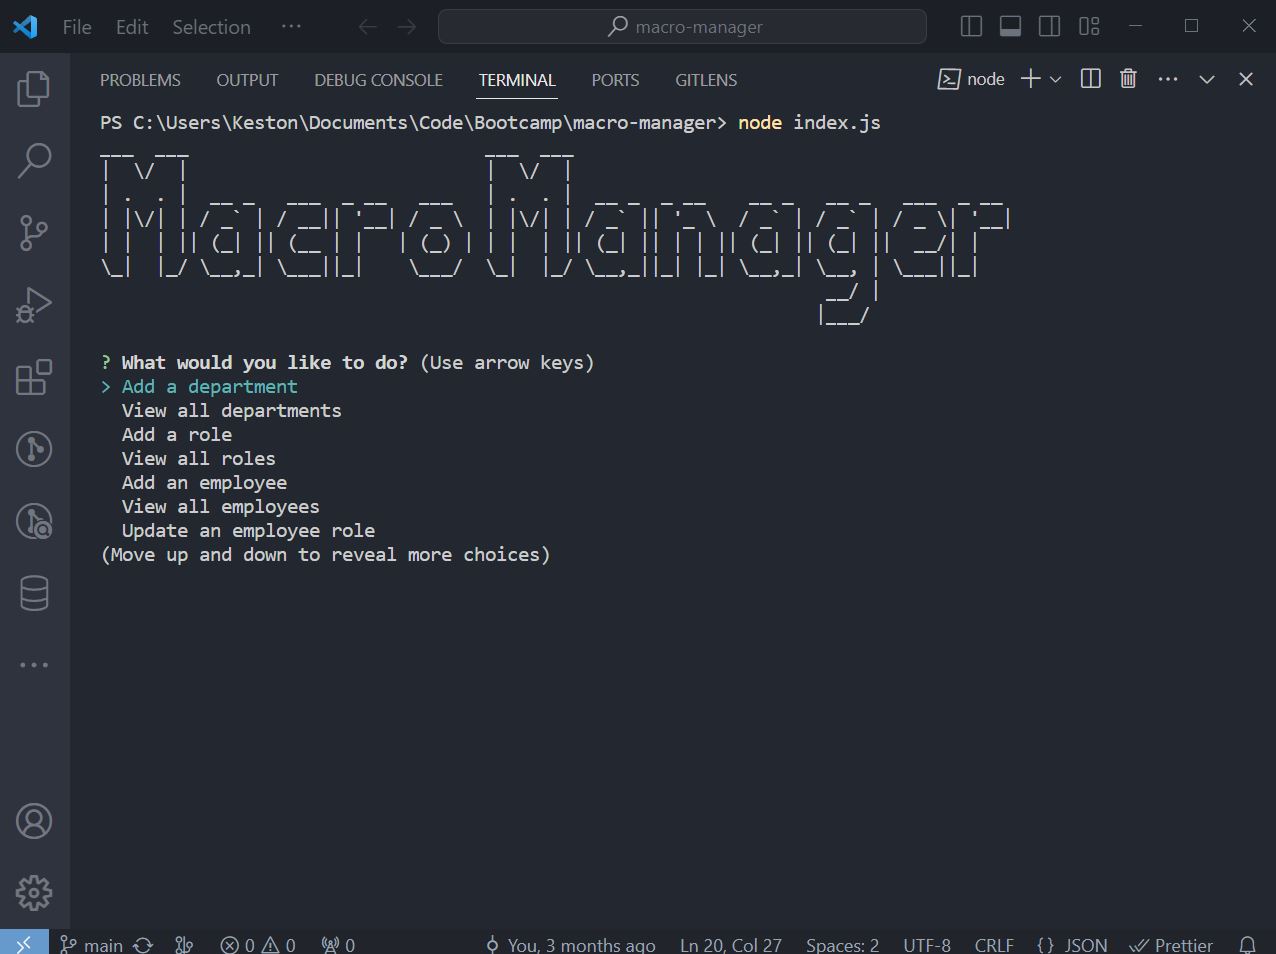 File Edit Selection ··· macro-manager
PROBLEMS OUTPUT DEBUG CONSOLE TERMINAL PORTS GITLENS node
PS C:\Users\Keston\Documents\Code\Bootcamp\macro-manager> node index.js
MacroManager
? What would you like to do? (Use arrow keys)
> Add a department
View all departments
Add a role
View all roles
Add an employee
View all employees
Update an employee role
(Move up and down to reveal more choices)
main 0 0 0 You, 3 months ago Ln 20, Col 27 Spaces: 2 UTF-8 CRLF {} JSON Prettier